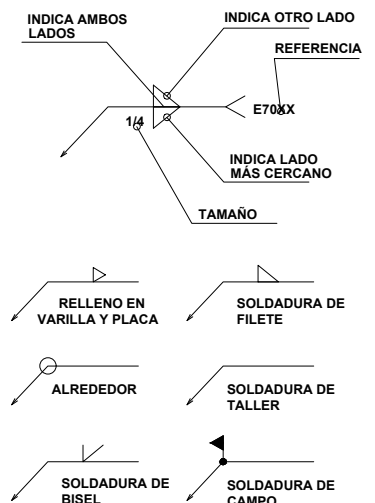 INDICA AMBOS
LADOS
INDICA OTRO LADO
REFERENCIA
E70XX
1/4
INDICA LADO
MÁS CERCANO
TAMAÑO
RELLENO EN
VARILLA Y PLACA
SOLDADURA DE
FILETE
ALREDEDOR
SOLDADURA DE
TALLER
SOLDADURA DE
BISEL
SOLDADURA DE
CAMPO